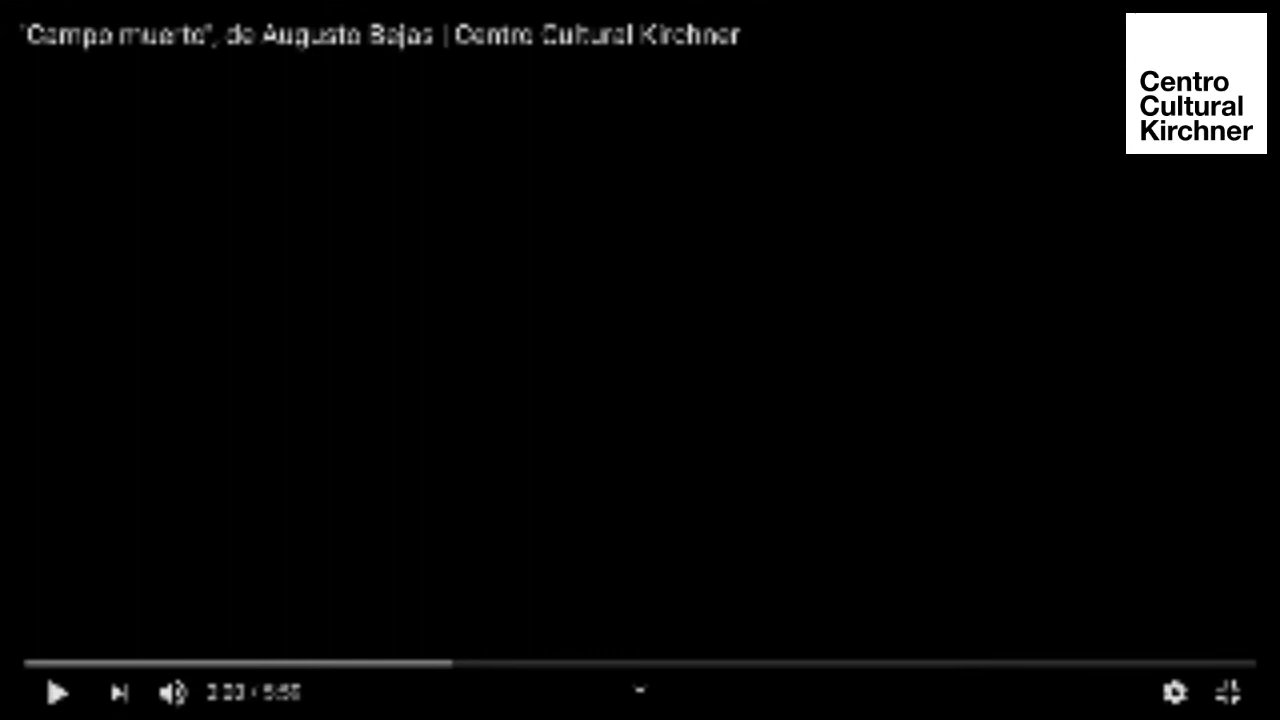 "Campo muerto", de Augusto Bajas | Centro Cultural Kirchner
Centro
Cultural
Kirchner